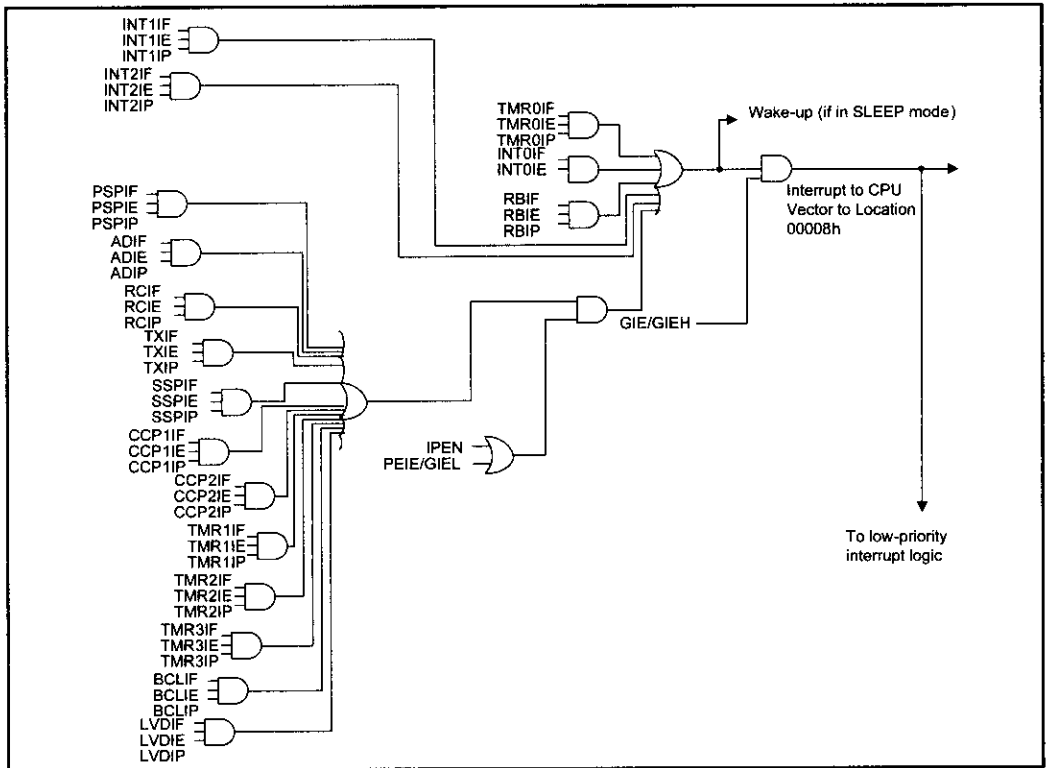 INT1IF
INT1IE
INT1IP
INT2IF
INT2IE
INT2IP
TMR0IF
TMR0IE
TMR0IP
INT0IF
INT0IE
RBIF
RBIE
RBIP
Wake-up (if in SLEEP mode)
Interrupt to CPU
Vector to Location
00008h
PSPIF
PSPIE
PSPIP
ADIF
ADIE
ADIP
RCIF
RCIE
RCIP
TXIF
TXIE
TXIP
SSPIF
SSPIE
SSPIP
CCP1IF
CCP1IE
CCP1IP
CCP2IF
CCP2IE
CCP2IP
TMR1IF
TMR1IE
TMR1IP
TMR2IF
TMR2IE
TMR2IP
TMR3IF
TMR3IE
TMR3IP
BCLIF
BCLIE
BCLIP
LVDIF
LVDIE
LVDIP
GIE/GIEH
IPEN
PEIE/GIEL
To low-priority
interrupt logic